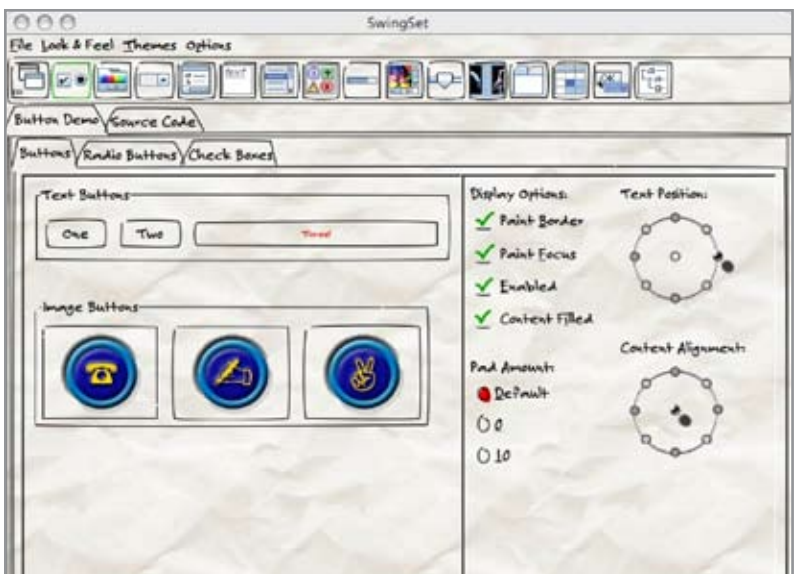 SwingSet
File Look & Feel Themes Options
Button Demo Source Code
Buttons Radio Buttons Check Boxes
Text Buttons
One Two Three!
Image Buttons
Display Options:
Paint Border
Paint Focus
Enabled
Content Filled
Pad Amount:
Default
0
10
Text Position:
Content Alignment: